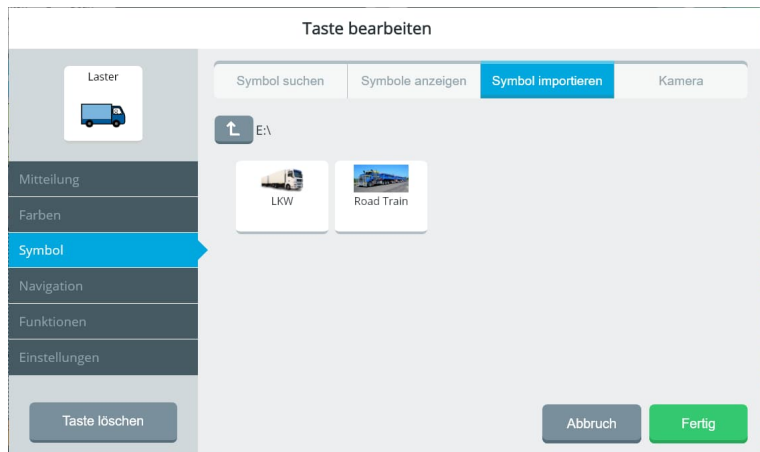 Taste bearbeiten
Laster
Symbol suchen
Symbole anzeigen
Symbol importieren
Kamera
E:\
LKW
Road Train
Mitteilung
Farben
Symbol
Navigation
Funktionen
Einstellungen
Taste löschen
Abbruch
Fertig